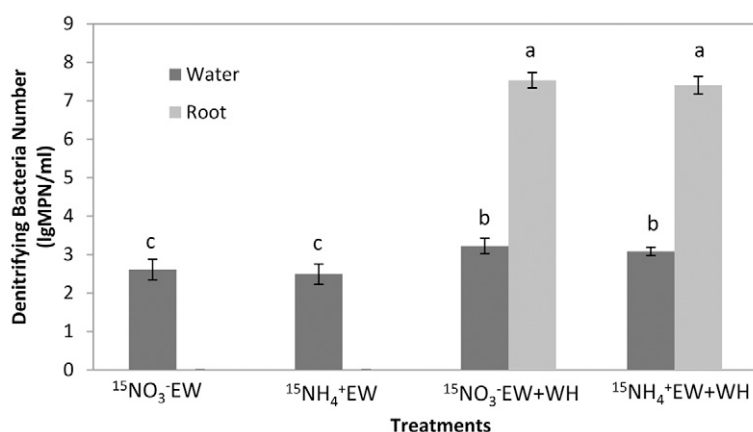 9
8
7
6
5
4
3
2
1
0
Denitrifying Bacteria Number
(lgMPN/ml)
Water
Root
c
c
b
a
b
a
¹⁵NO₃⁻EW
¹⁵NH₄⁺EW
¹⁵NO₃⁻EW+WH
¹⁵NH₄⁺EW+WH
Treatments